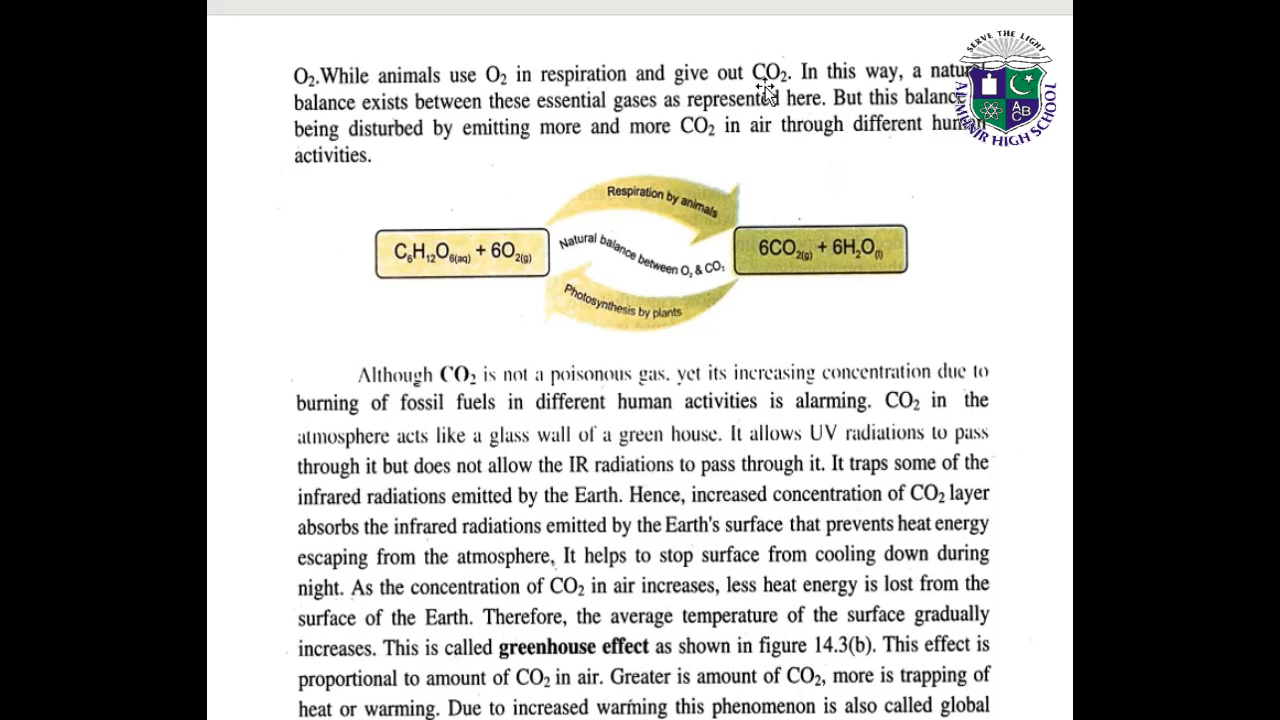 O₂.While animals use O₂ in respiration and give out CO₂. In this way, a natural
balance exists between these essential gases as represented here. But this balance
being disturbed by emitting more and more CO₂ in air through different human
activities.
SERVE THE LIGHT
HIGH SCHOOL
ABC
Respiration by animals
C₆H₁₂O₆(aq) + 6O₂(g)
Natural balance between O₂ & CO₂
6CO₂(g) + 6H₂O(l)
Photosynthesis by plants
Although CO₂ is not a poisonous gas, yet its increasing concentration due to
burning of fossil fuels in different human activities is alarming. CO₂ in the
atmosphere acts like a glass wall of a green house. It allows UV radiations to pass
through it but does not allow the IR radiations to pass through it. It traps some of the
infrared radiations emitted by the Earth. Hence, increased concentration of CO₂ layer
absorbs the infrared radiations emitted by the Earth's surface that prevents heat energy
escaping from the atmosphere, It helps to stop surface from cooling down during
night. As the concentration of CO₂ in air increases, less heat energy is lost from the
surface of the Earth. Therefore, the average temperature of the surface gradually
increases. This is called greenhouse effect as shown in figure 14.3(b). This effect is
proportional to amount of CO₂ in air. Greater is amount of CO₂, more is trapping of
heat or warming. Due to increased warming this phenomenon is also called global